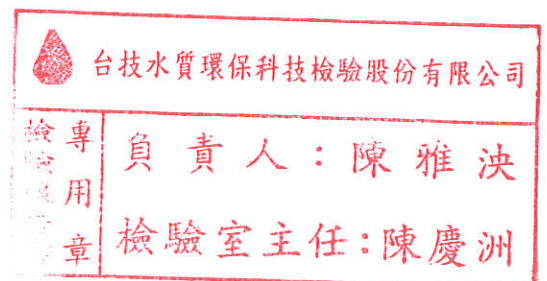 台技水質環保科技檢驗股份有限公司
專用章
負責人：陳雅泱
檢驗室主任：陳慶洲